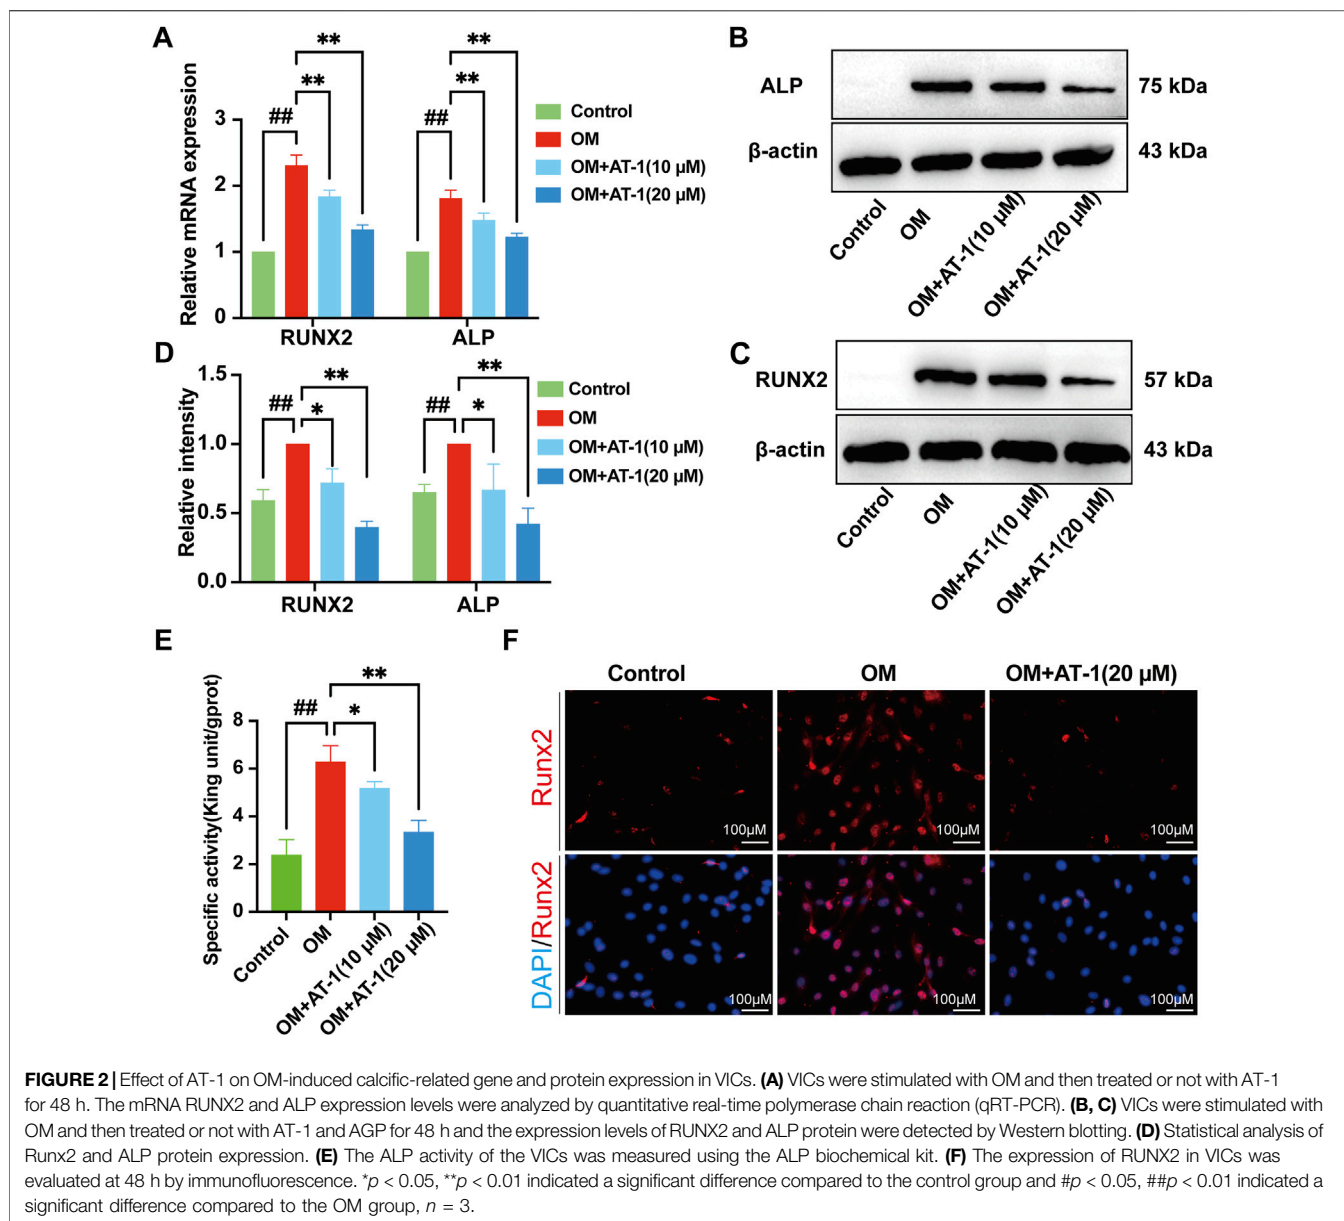 A
Relative mRNA expression
3
2
1
0
##
**
**
##
**
**
RUNX2
ALP
Control
OM
OM+AT-1(10 μM)
OM+AT-1(20 μM)
B
ALP
75 kDa
β-actin
43 kDa
Control
OM
OM+AT-1(10 μM)
OM+AT-1(20 μM)
C
RUNX2
57 kDa
β-actin
43 kDa
Control
OM
OM+AT-1(10 μM)
OM+AT-1(20 μM)
D
Relative intensity
1.5
1.0
0.5
0.0
##
*
**
##
*
**
RUNX2
ALP
Control
OM
OM+AT-1(10 μM)
OM+AT-1(20 μM)
E
Specific activity(King unit/gprot)
8
6
4
2
0
##
*
**
Control
OM
OM+AT-1(10 μM)
OM+AT-1(20 μM)
F
Control
OM
OM+AT-1(20 μM)
Runx2
100μM
100μM
100μM
DAPI/Runx2
100μM
100μM
100μM
FIGURE 2 | Effect of AT-1 on OM-induced calcific-related gene and protein expression in VICs. (A) VICs were stimulated with OM and then treated or not with AT-1
for 48 h. The mRNA RUNX2 and ALP expression levels were analyzed by quantitative real-time polymerase chain reaction (qRT-PCR). (B, C) VICs were stimulated with
OM and then treated or not with AT-1 and AGP for 48 h and the expression levels of RUNX2 and ALP protein were detected by Western blotting. (D) Statistical analysis of
Runx2 and ALP protein expression. (E) The ALP activity of the VICs was measured using the ALP biochemical kit. (F) The expression of RUNX2 in VICs was
evaluated at 48 h by immunofluorescence. *p < 0.05, **p < 0.01 indicated a significant difference compared to the control group and #p < 0.05, ##p < 0.01 indicated a
significant difference compared to the OM group, n = 3.